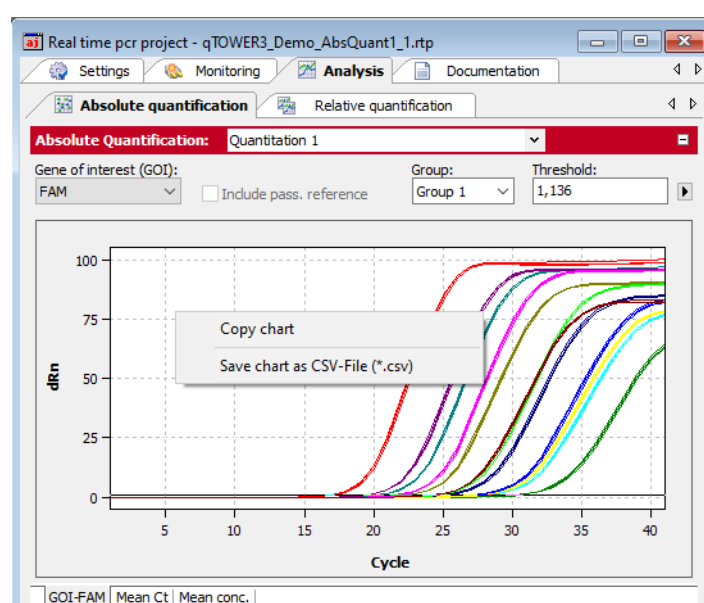 aj Real time pcr project - qTOWER3_Demo_AbsQuant1_1.rtp
Settings Monitoring Analysis Documentation
Absolute quantification Relative quantification
Absolute Quantification: Quantitation 1
Gene of interest (GOI): Group: Threshold:
FAM Include pass. reference Group 1 1,136
100
75
50
25
0
dRn
Copy chart
Save chart as CSV-File (*.csv)
5 10 15 20 25 30 35 40
Cycle
GOI-FAM Mean Ct Mean conc.